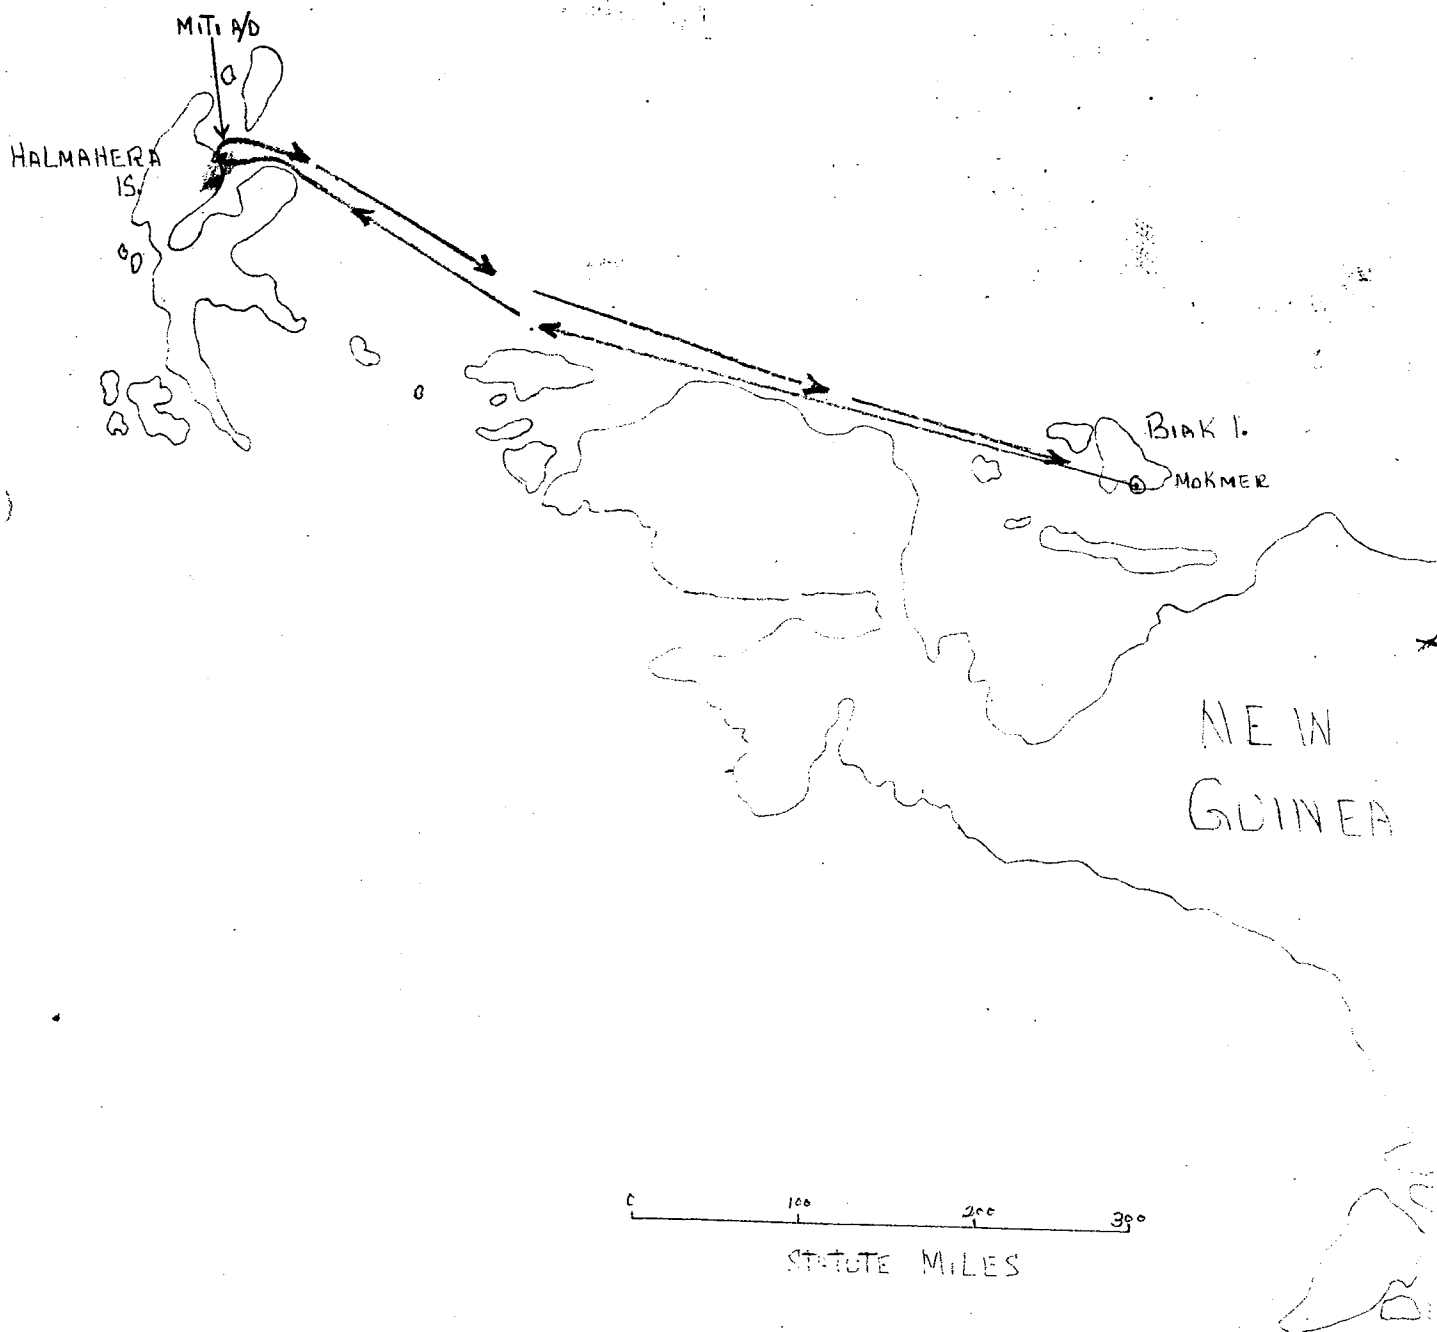 MITI A/D
HALMAHERA
IS.
BIAK I.
MOKMER
NEW
GUINEA
0 100 200 300
STATUTE MILES